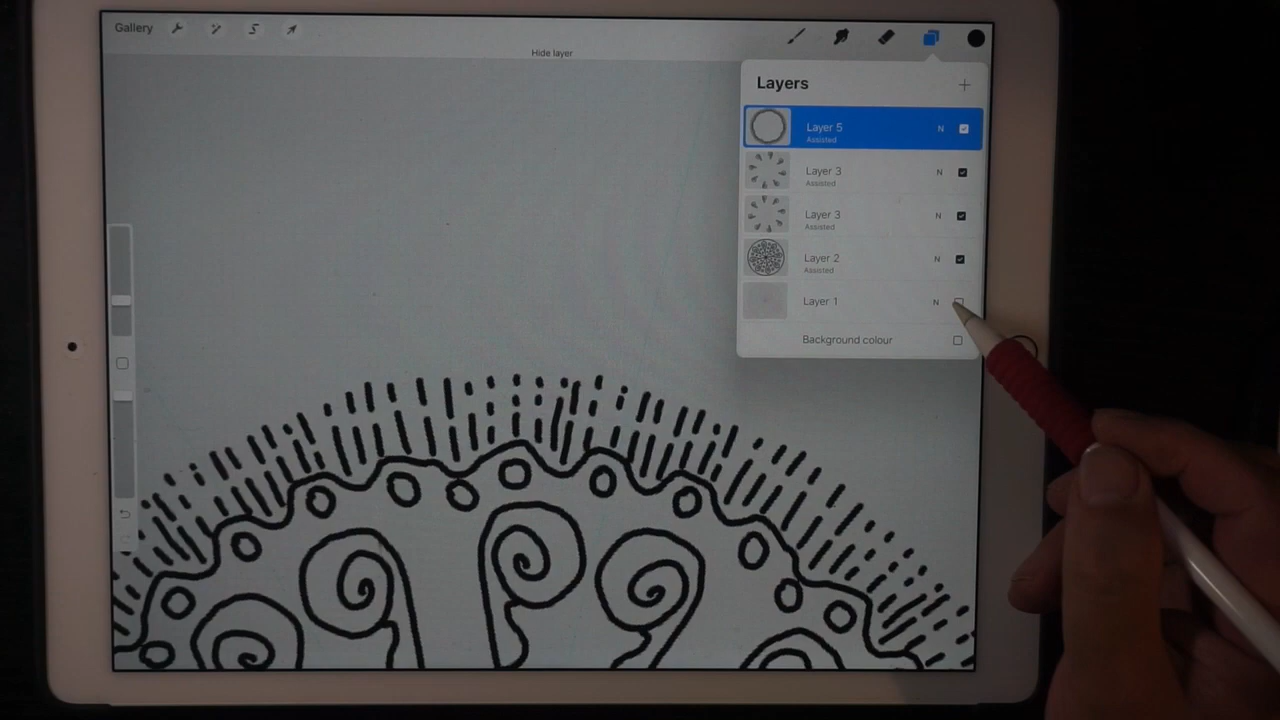 Gallery
Hide layer
Layers
Layer 5 N
Assisted
Layer 3 N
Assisted
Layer 3 N
Assisted
Layer 2 N
Assisted
Layer 1 N
Background colour